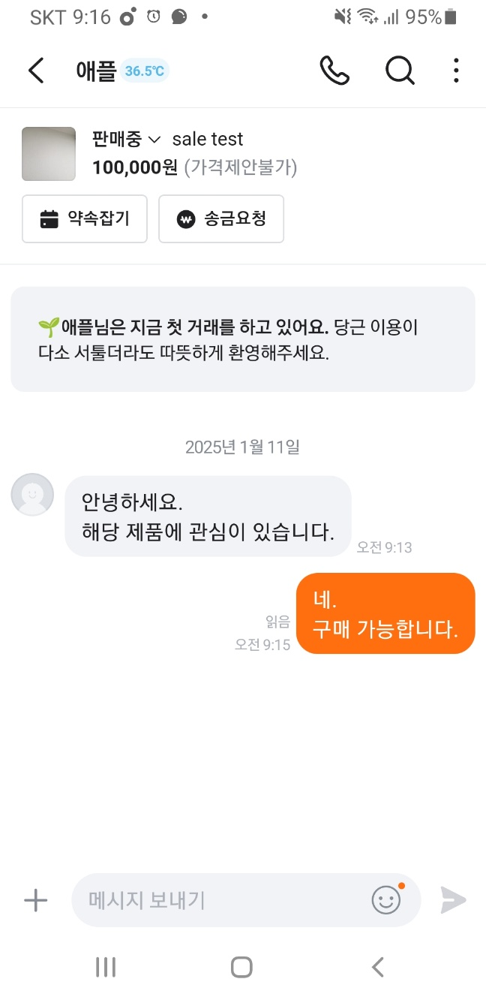 SKT 9:16
95%
애플 36.5℃
판매중 sale test
100,000원 (가격제안불가)
약속잡기 송금요청
애플님은 지금 첫 거래를 하고 있어요. 당근 이용이
다소 서툴더라도 따뜻하게 환영해주세요.
2025년 1월 11일
안녕하세요.
해당 제품에 관심이 있습니다.
오전 9:13
네.
구매 가능합니다.
읽음
오전 9:15
메시지 보내기